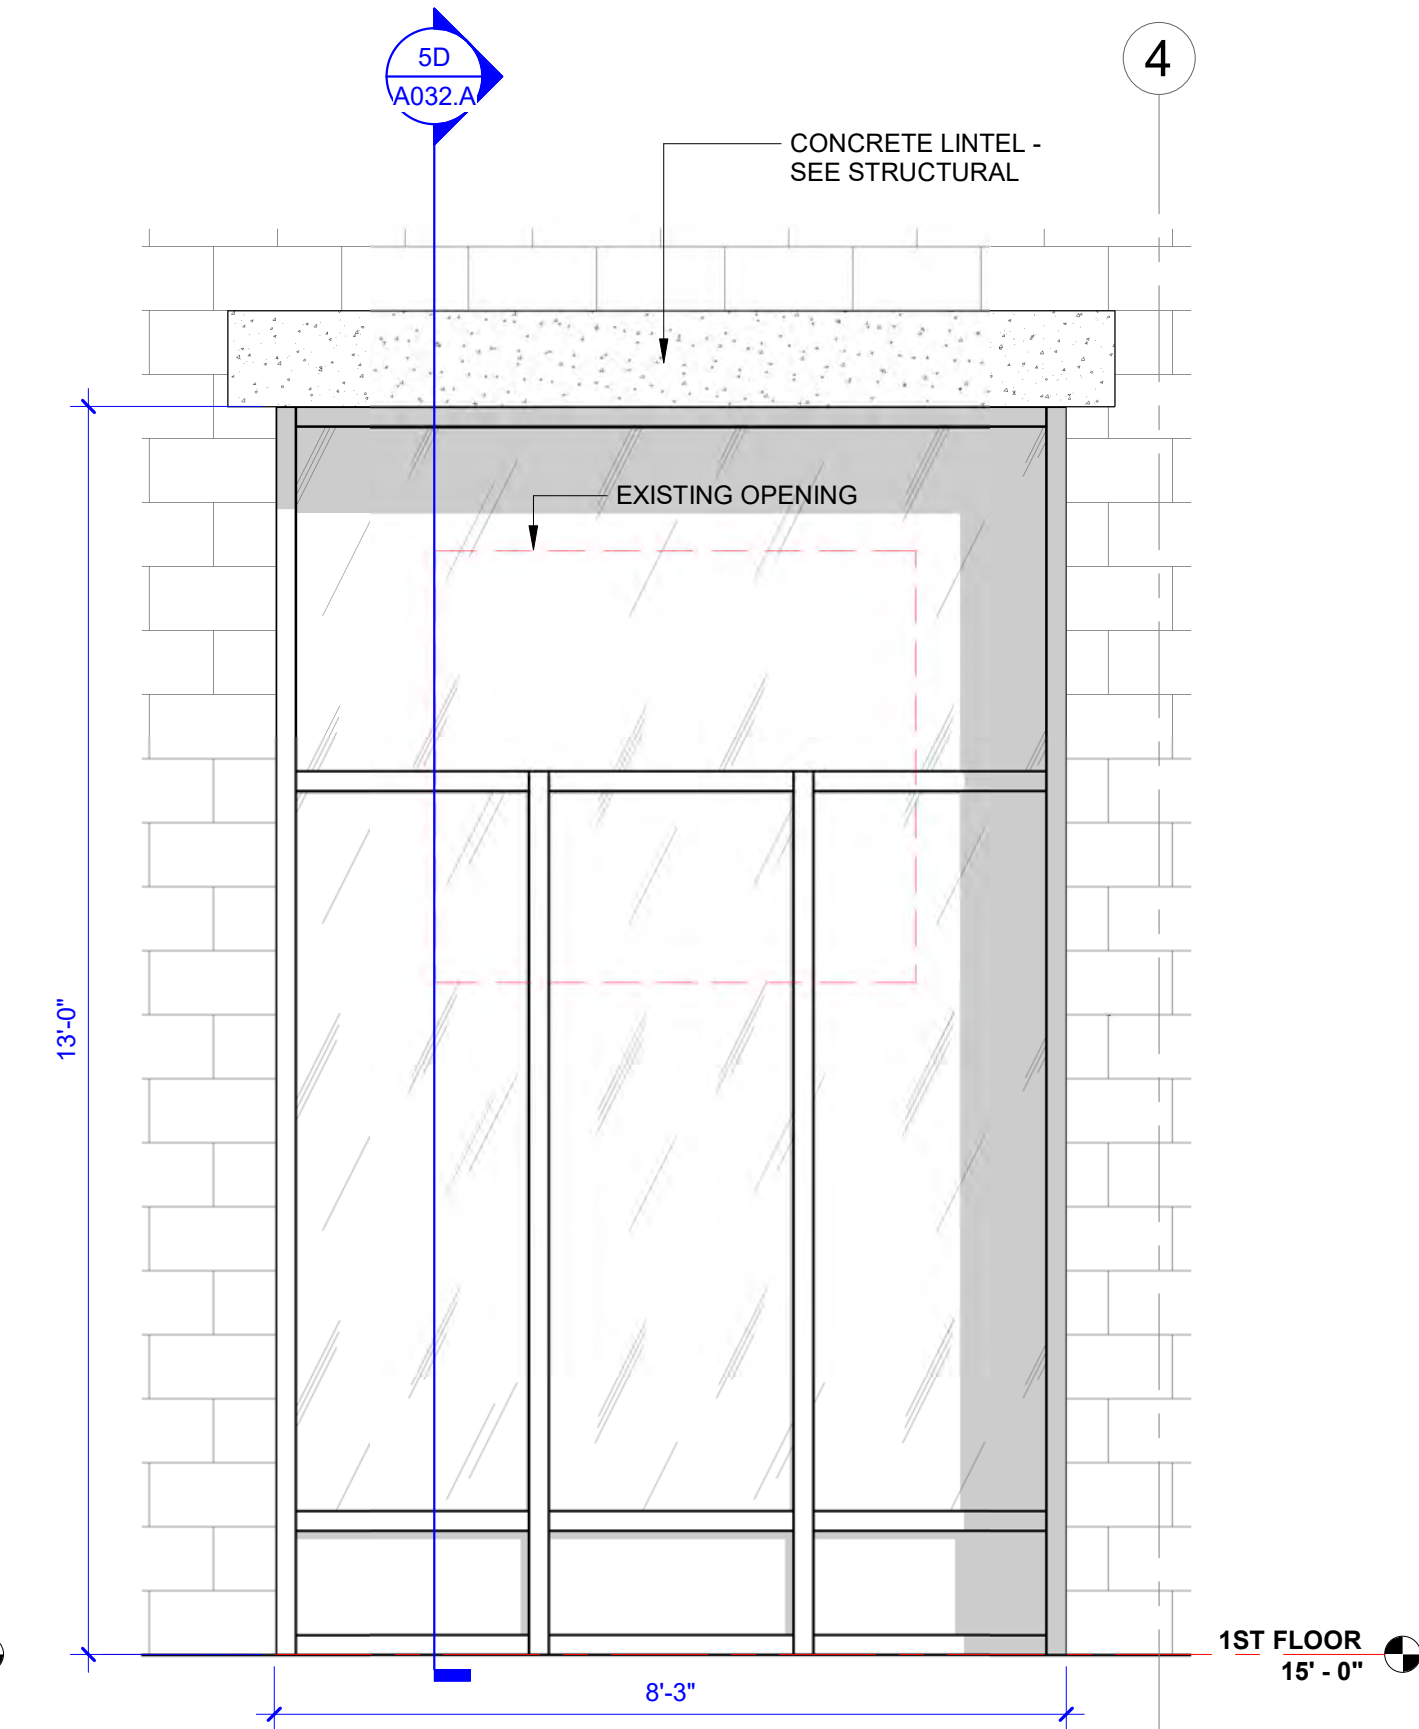 5D
A032.A
4
CONCRETE LINTEL -
SEE STRUCTURAL
EXISTING OPENING
13'-0"
1ST FLOOR
15' - 0"
8'-3"